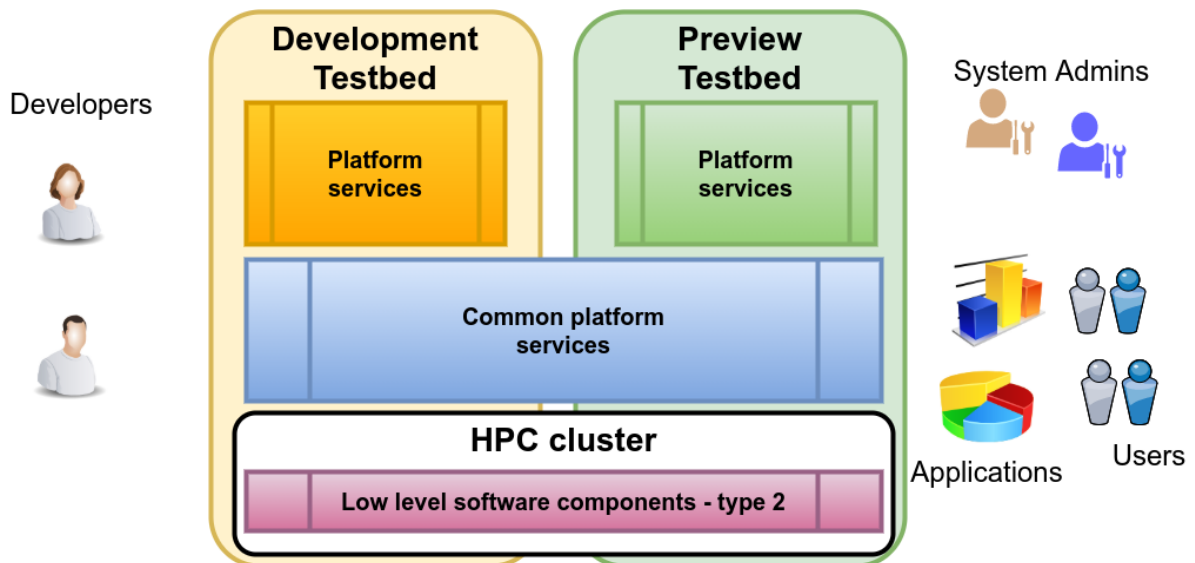 Development
Testbed
Preview
Testbed
System Admins
Developers
Platform
services
Platform
services
Common platform
services
HPC cluster
Low level software components - type 2
Applications
Users